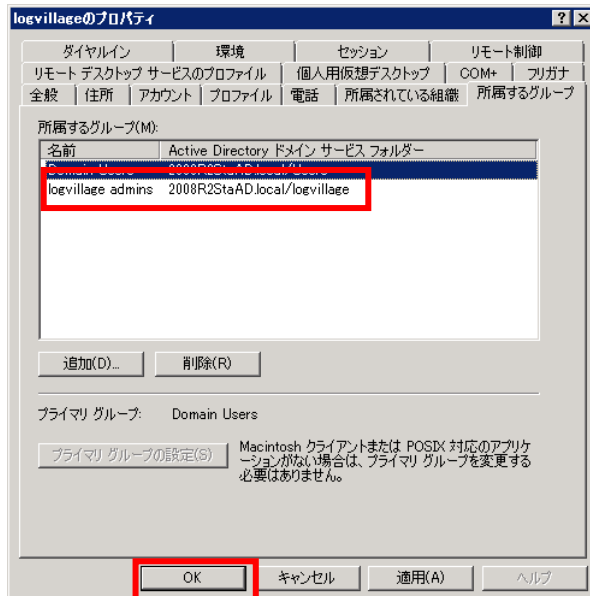 logvillageのプロパティ
ダイヤルイン 環境 セッション リモート制御
リモート デスクトップ サービスのプロファイル 個人用仮想デスクトップ COM+ フリガナ
全般 住所 アカウント プロファイル 電話 所属されている組織 所属するグループ
所属するグループ(M):
名前 Active Directory ドメイン サービス フォルダー
Domain Users 2008R2StaAD.local/Users
logvillage admins 2008R2StaAD.local/logvillage
追加(D)... 削除(R)
プライマリ グループ: Domain Users
プライマリ グループの設定(S)
Macintosh クライアントまたは POSIX 対応のアプリケ
ーションがない場合は、プライマリ グループを変更する
必要はありません。
OK キャンセル 適用(A) ヘルプ